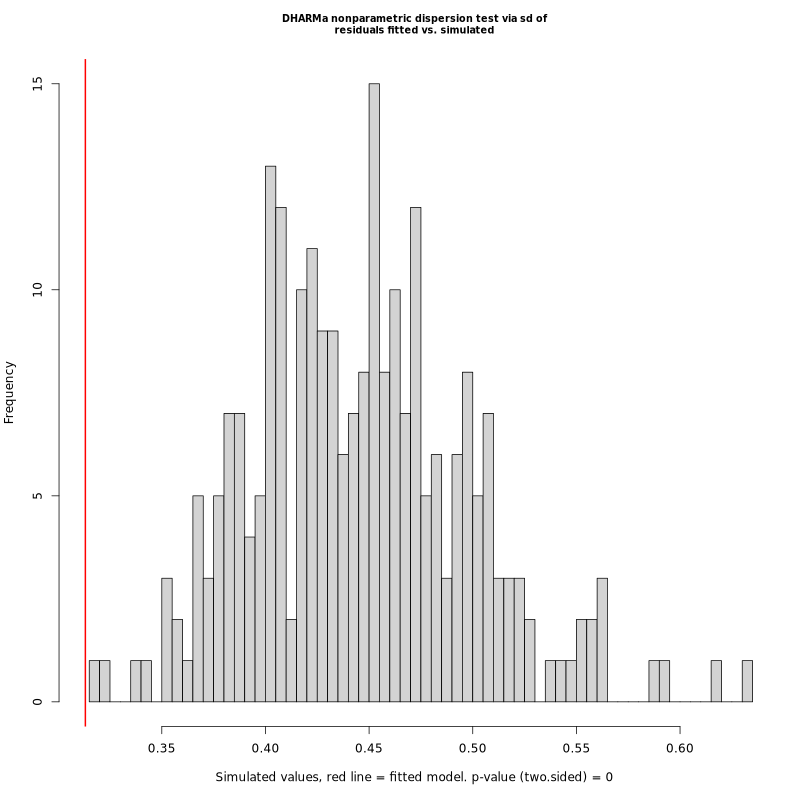 DHARMa nonparametric dispersion test via sd of
residuals fitted vs. simulated
Frequency
15
10
5
0
0.35 0.40 0.45 0.50 0.55 0.60
Simulated values, red line = fitted model. p-value (two.sided) = 0